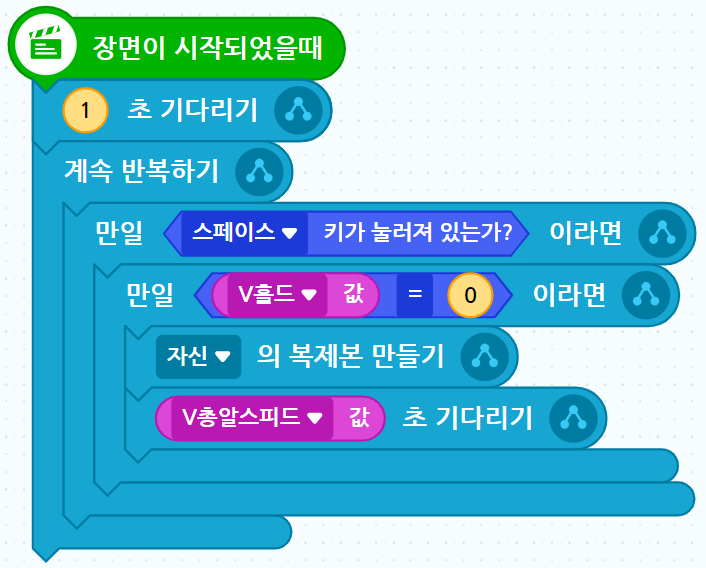 장면이 시작되었을때
1 초 기다리기
계속 반복하기
만일 스페이스 키가 눌러져 있는가? 이라면
만일 V홀드 값 = 0 이라면
자신 의 복제본 만들기
V총알스피드 값 초 기다리기